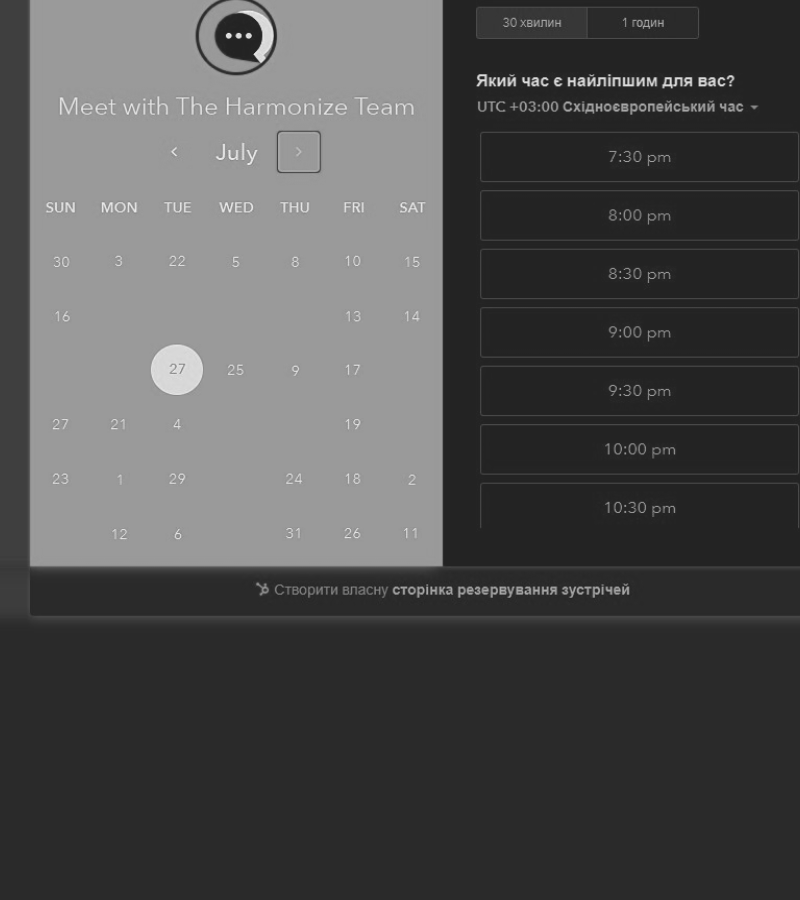 Meet with The Harmonize Team
July
SUN MON TUE WED THU FRI SAT
30 3 22 5 8 10 15
16 13 14
27 25 9 17
27 21 4 19
23 1 29 24 18 2
12 6 31 26 11
30 хвилин 1 годин
Який час є найліпшим для вас?
UTC +03:00 Східноєвропейський час
7:30 pm
8:00 pm
8:30 pm
9:00 pm
9:30 pm
10:00 pm
10:30 pm
Створити власну сторінка резервування зустрічей